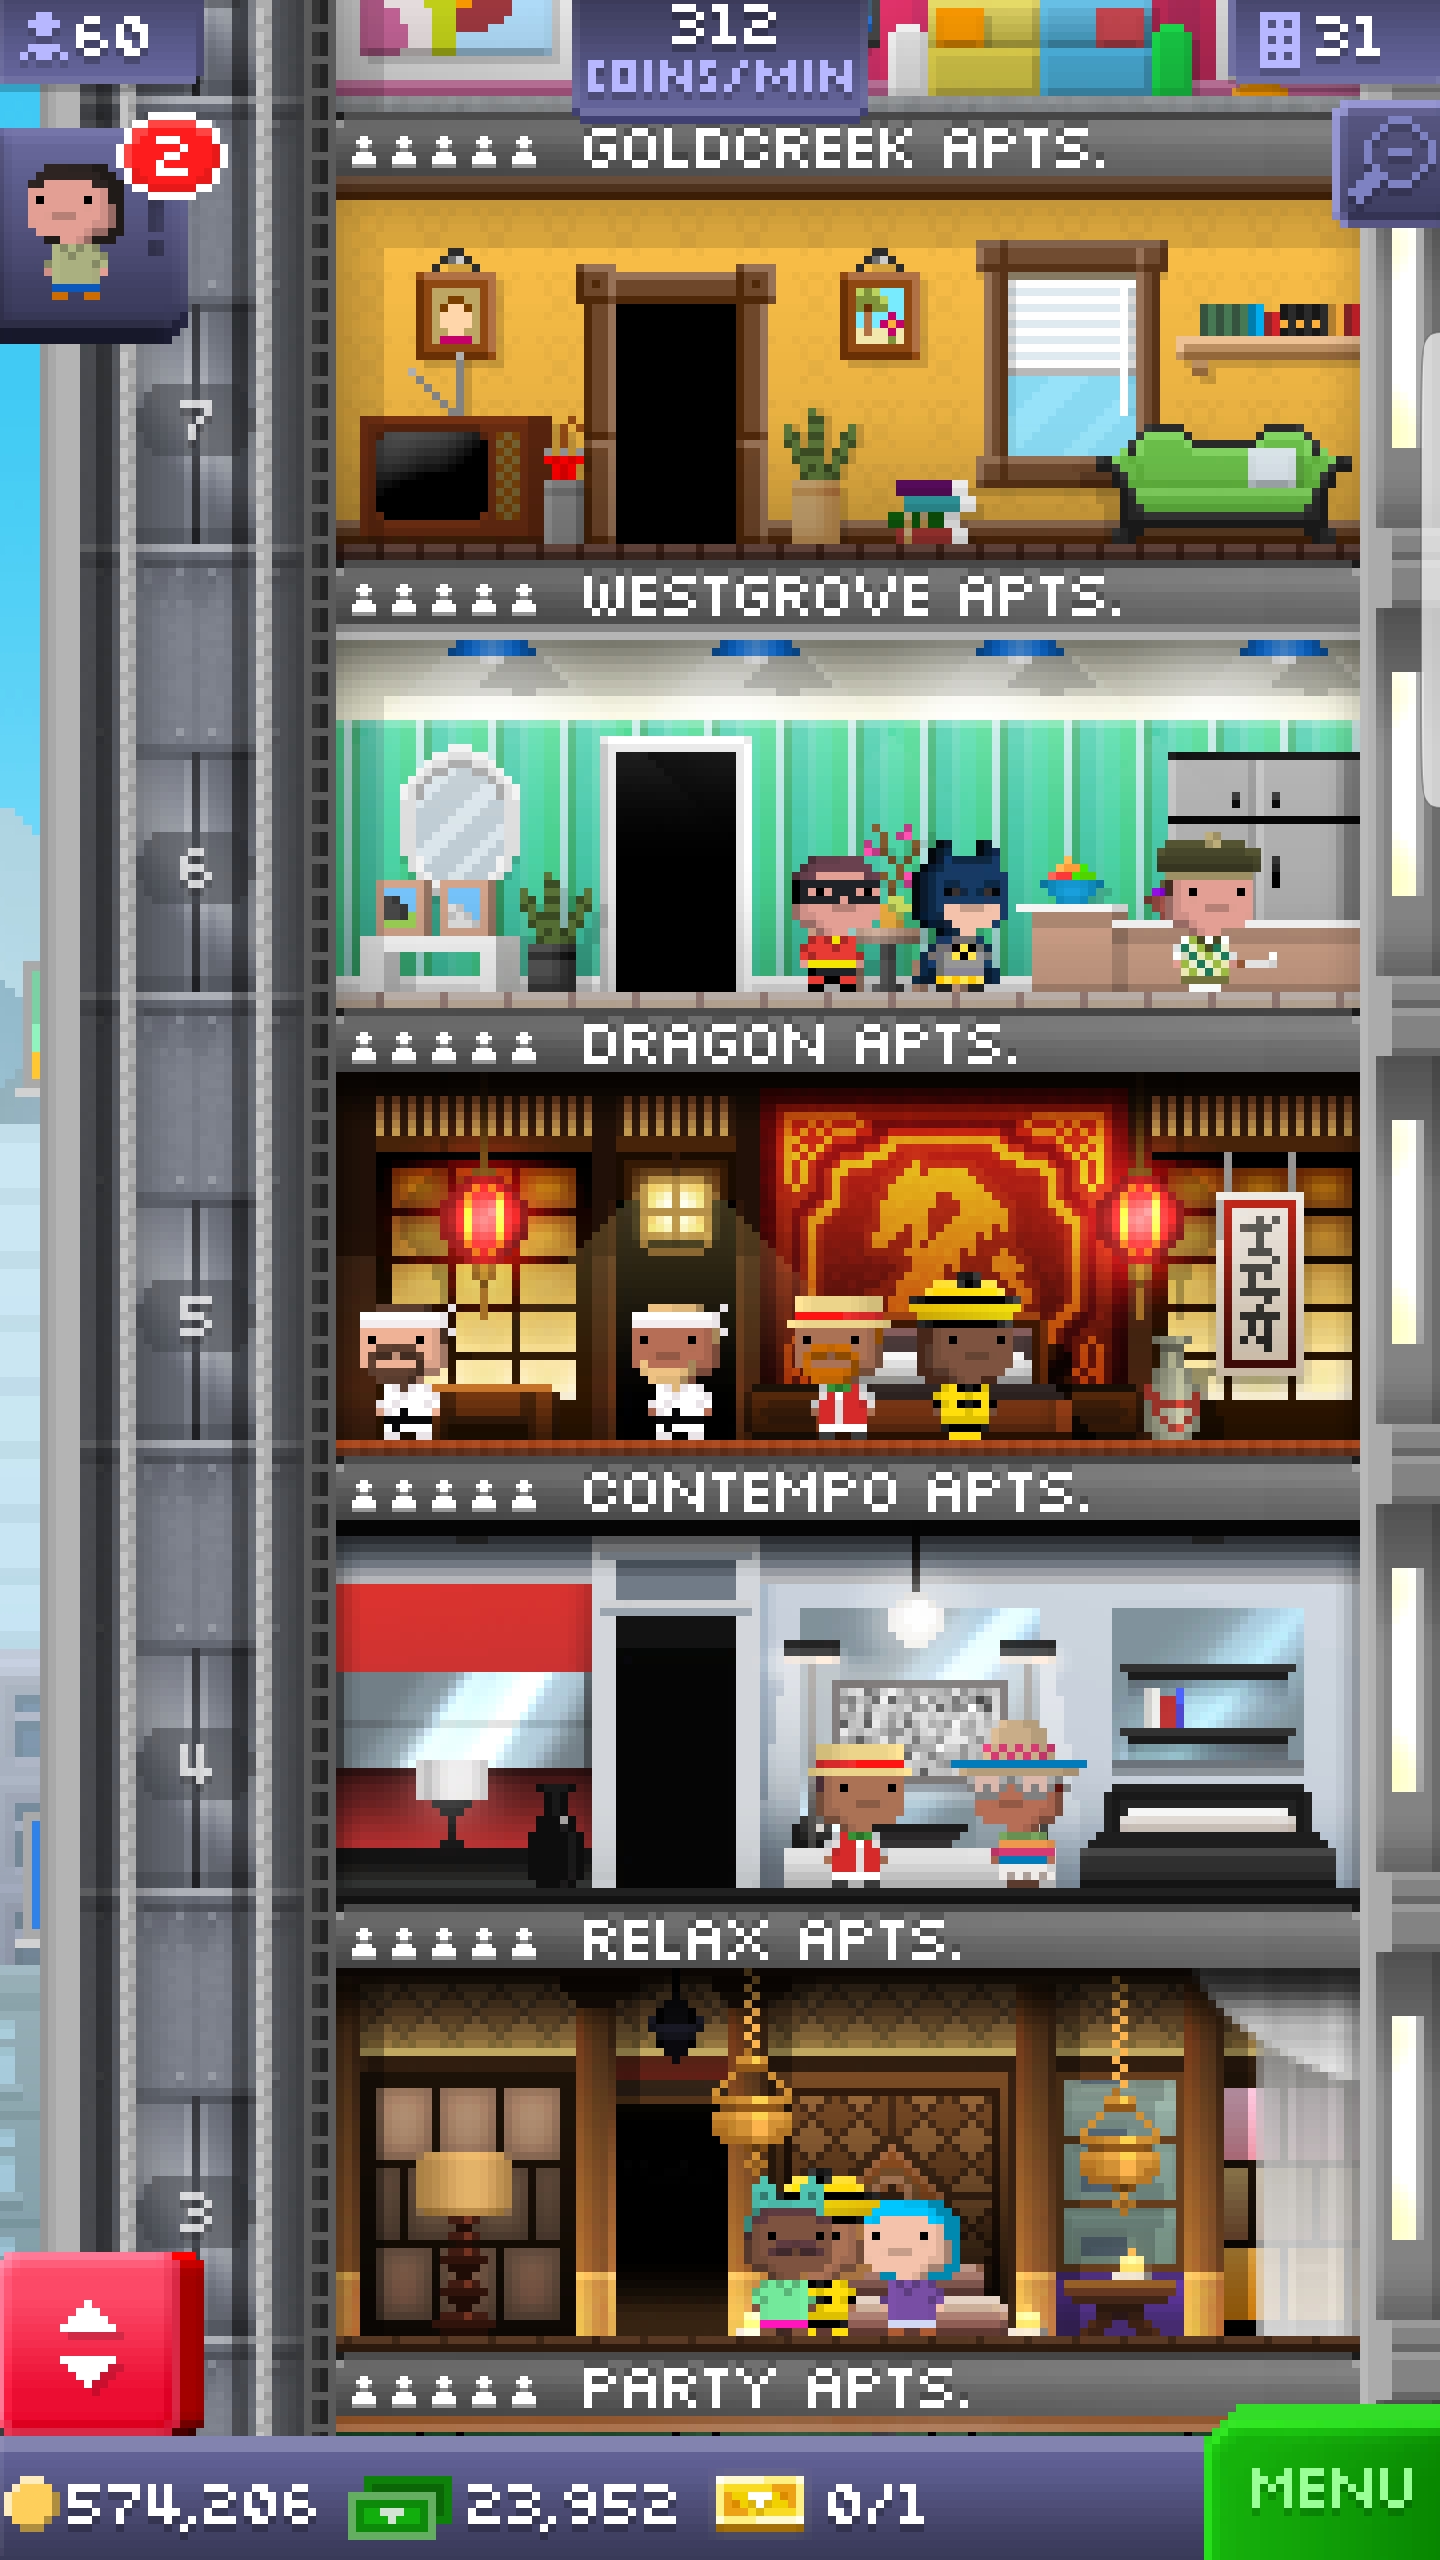 60
312
COINS/MIN
31
2
GOLDCREEK APTS.
7
WESTGROVE APTS.
6
DRAGON APTS.
5
CONTEMPO APTS.
4
RELAX APTS.
3
PARTY APTS.
574,206
23,952
0/1
MENU